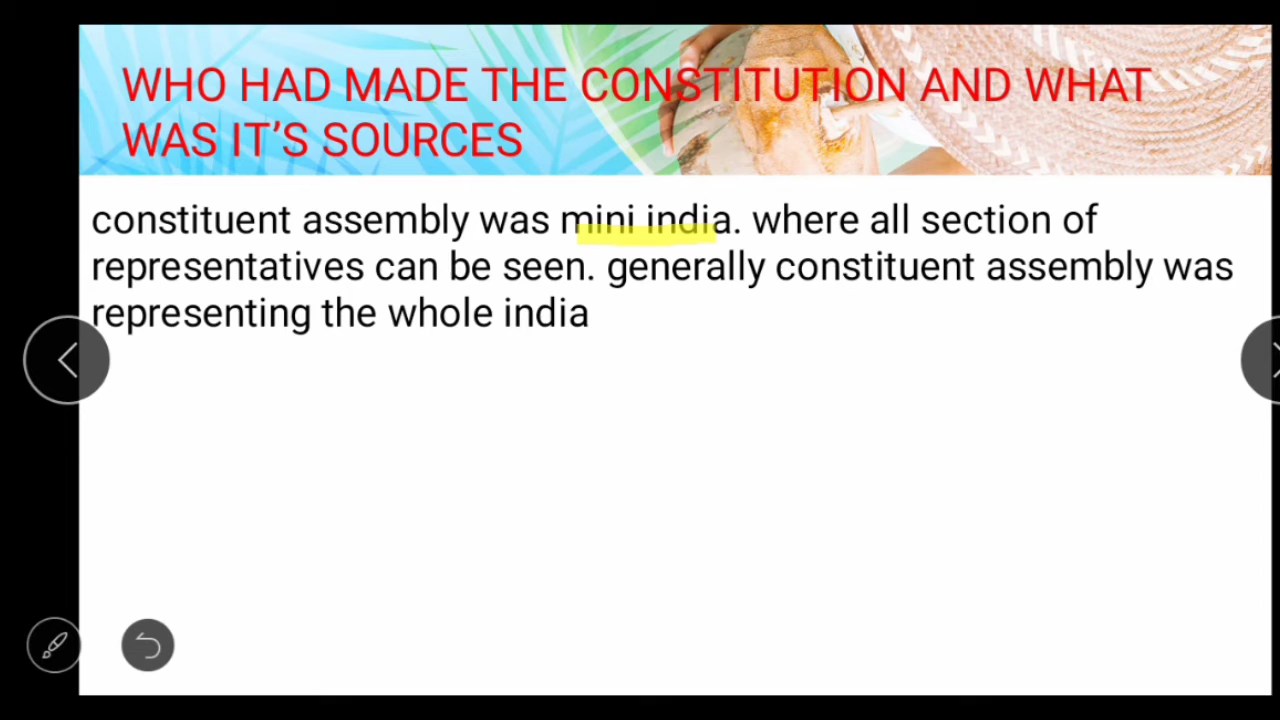 WHO HAD MADE THE CONSTITUTION AND WHAT
WAS IT’S SOURCES
constituent assembly was mini india. where all section of
representatives can be seen. generally constituent assembly was
representing the whole india